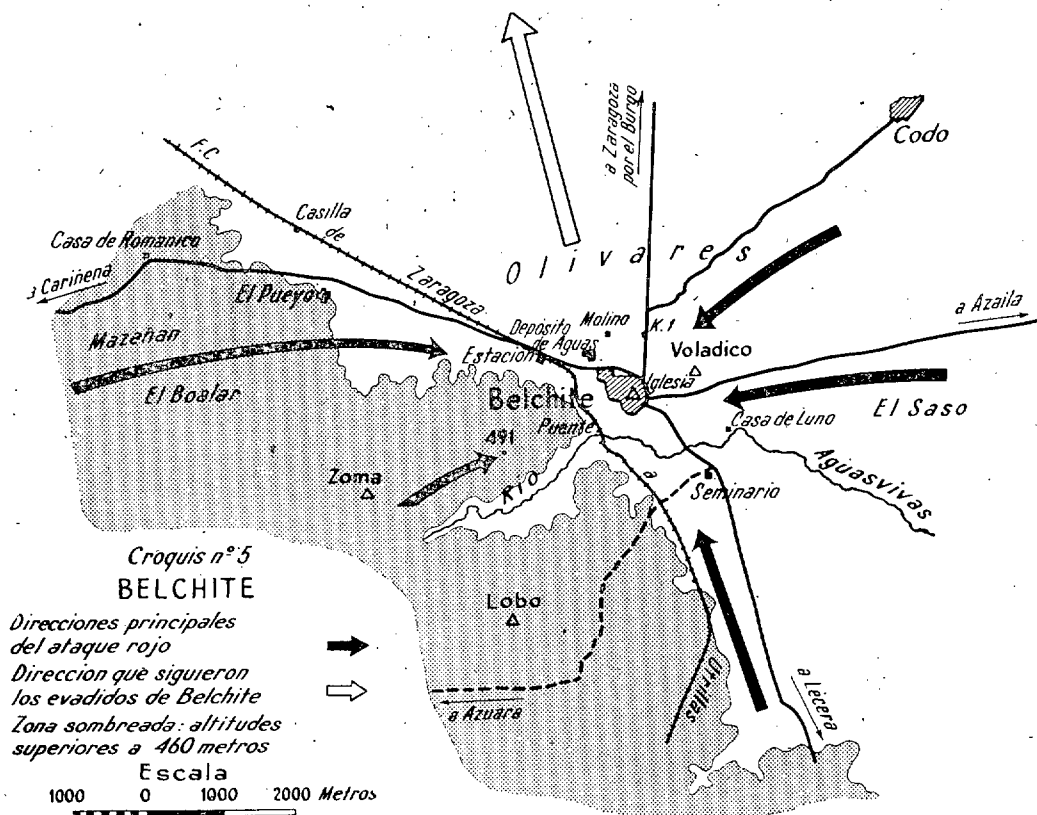 a Zaragoza
por el Burgo
Codo
F.C
Casilla
de
Zaragoza
Olivares
Casa de Romanico
a Cariñena
El Pueyo
a Azaila
Mazeñan
Depósito
de Aguas
Molino
K.1
Voladico
Estación
El Boalar
Belchite
Iglesia
El Saso
Puente
Casa de Luno
491
Zoma
RIO
a
Aguasvivas
Seminario
Croquis nº 5
BELCHITE
Lobo
Direcciones principales
del ataque rojo
Direccion que siguieron
los evadidos de Belchite
Zona sombreada: altitudes
superiores a 460 metros
a Azuara
Utrillas
a Lécera
Escala
1000 0 1000 2000 Metros